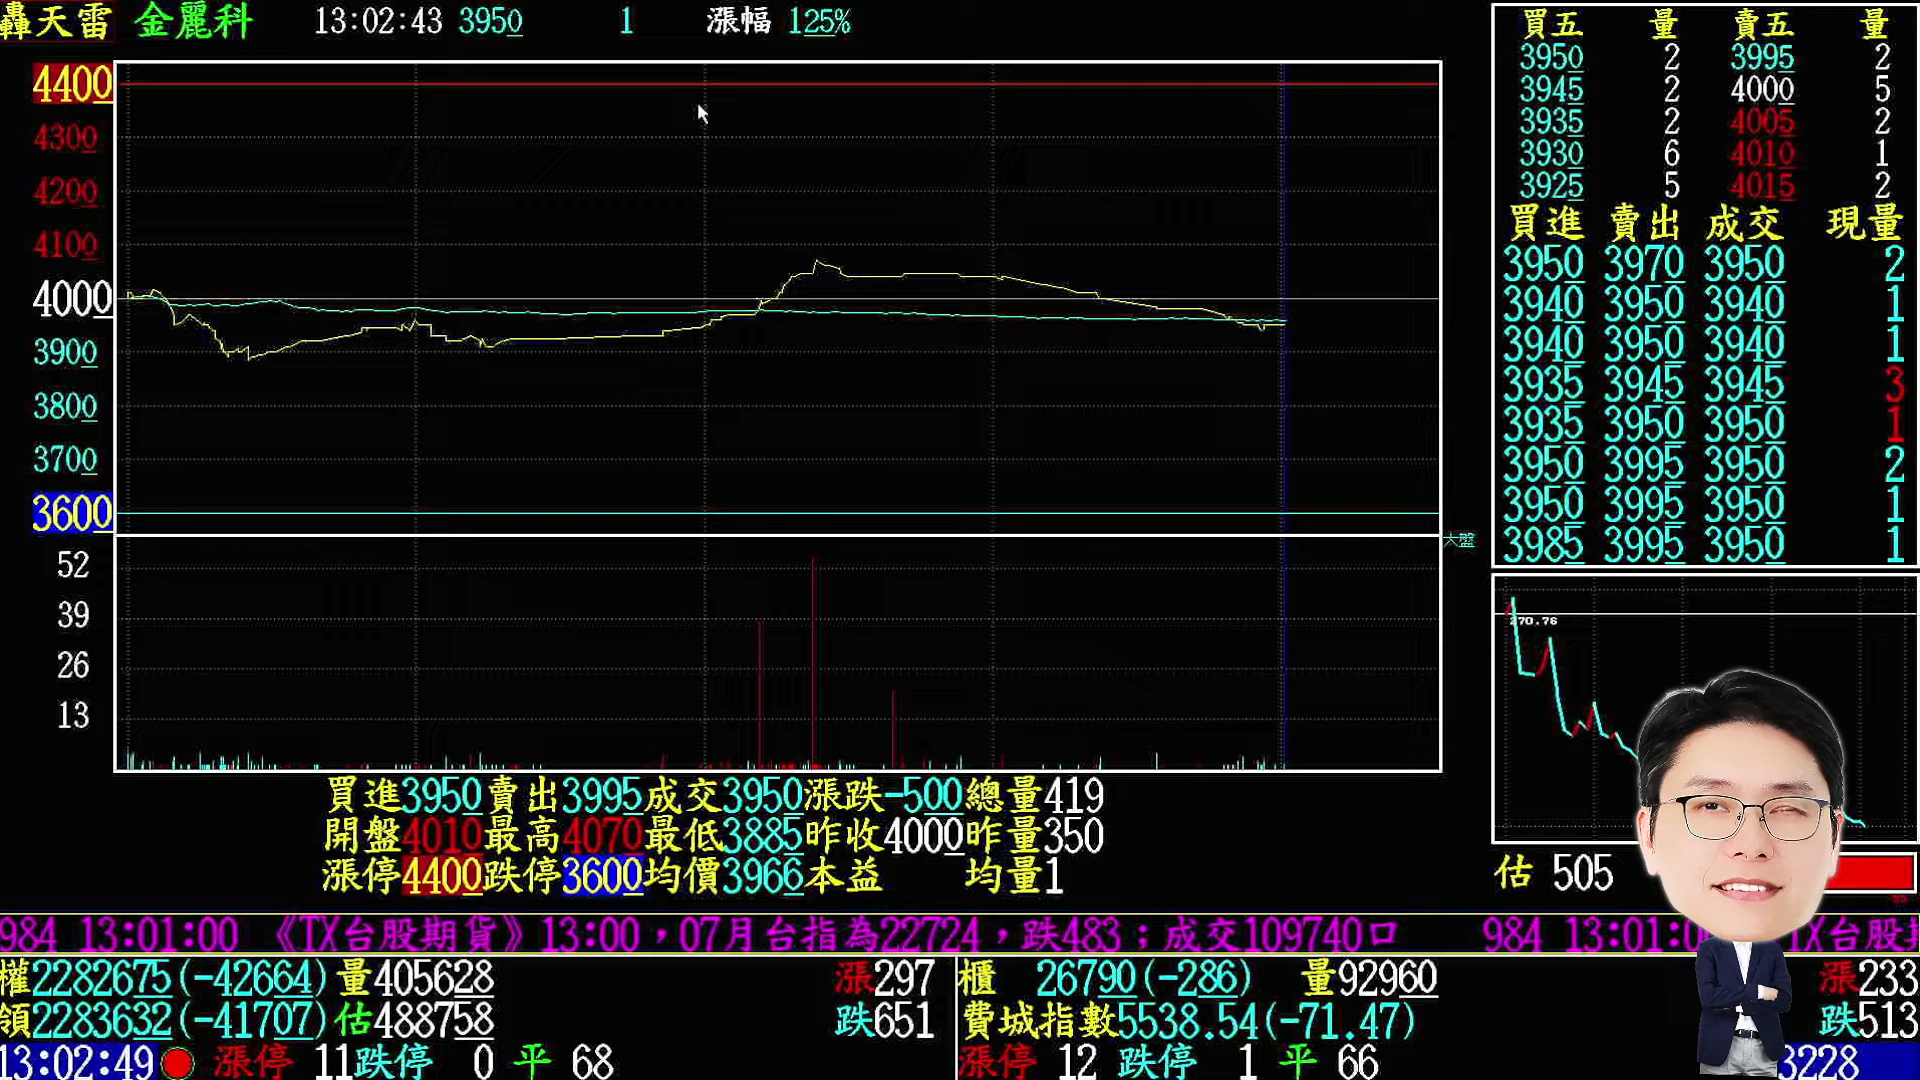 轟天雷 金麗科 13:02:43 3950 1 漲幅 125%
4400
4300
4200
4100
4000
3900
3800
3700
3600
52
39
26
13
大盤
買五 量 賣五 量
3950 2 3995 2
3945 2 4000 5
3935 2 4005 2
3930 6 4010 1
3925 5 4015 2
買進 賣出 成交 現量
3950 3970 3950 2
3940 3950 3940 1
3940 3950 3940 1
3935 3945 3945 3
3935 3950 3950 1
3950 3995 3950 2
3950 3995 3950 1
3985 3995 3950 1
270.76
估 505
買進3950賣出3995成交3950漲跌-500總量419
開盤4010最高4070最低3885昨收4000昨量350
漲停4400跌停3600均價3966本益 均量1
984 13:01:00 《TX台股期貨》13:00，07月台指為22724，跌483；成交109740口 984 13:01:0 TX台股
權2282675(-42664)量405628 漲297 櫃 26790(-286) 量92960 漲233
領2283632(-41707)估488758 跌651 費城指數5538.54(-71.47) 跌513
13:02:49 漲停 11跌停 0 平 68 漲停 12 跌停 1 平 66 3228